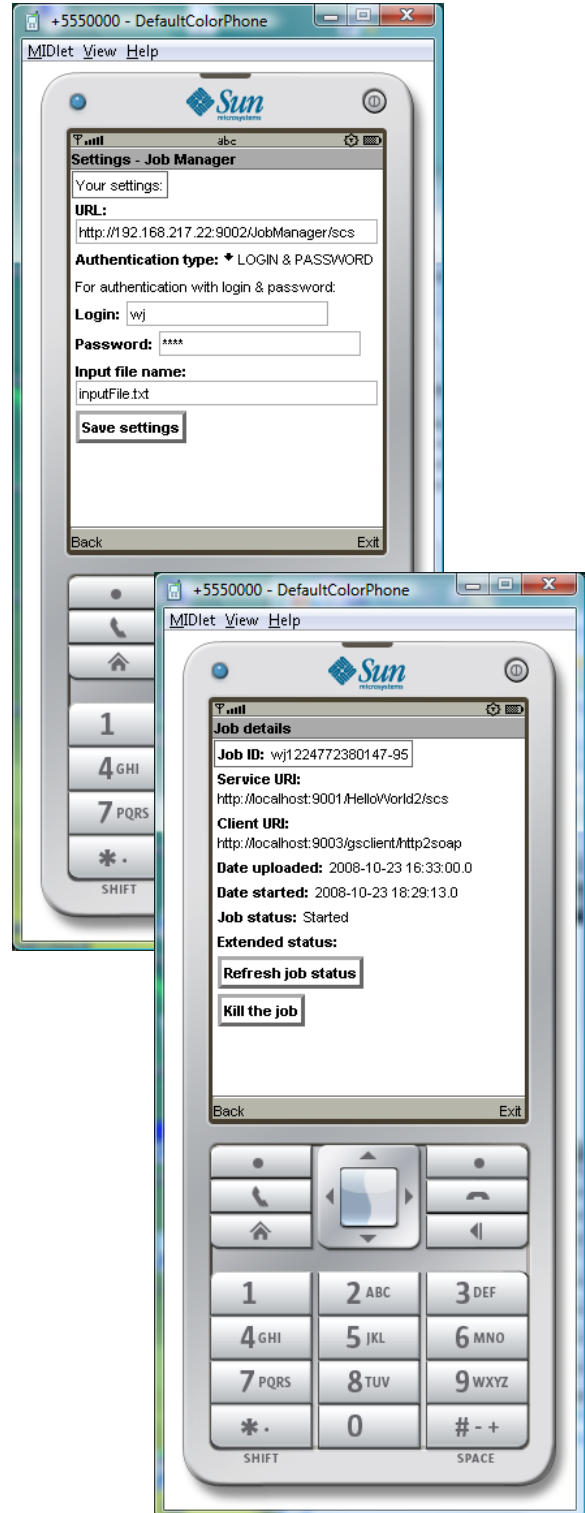 +5550000 - DefaultColorPhone
MIDlet View Help
Sun
microsystems
abc
Settings - Job Manager
Your settings:
URL:
http://192.168.217.22:9002/JobManager/scs
Authentication type: LOGIN & PASSWORD
For authentication with login & password:
Login: wj
Password: ****
Input file name:
inputFile.txt
Save settings
Back Exit
1
4 GHI
7 PQRS
* .
SHIFT
+5550000 - DefaultColorPhone
MIDlet View Help
Sun
microsystems
Job details
Job ID: wj1224772380147-95
Service URI:
http://localhost:9001/HelloWorld2/scs
Client URI:
http://localhost:9003/gsclient/http2soap
Date uploaded: 2008-10-23 16:33:00.0
Date started: 2008-10-23 18:29:13.0
Job status: Started
Extended status:
Refresh job status
Kill the job
Back Exit
1 2 ABC 3 DEF
4 GHI 5 JKL 6 MNO
7 PQRS 8 TUV 9 WXYZ
* . 0 # - +
SHIFT SPACE